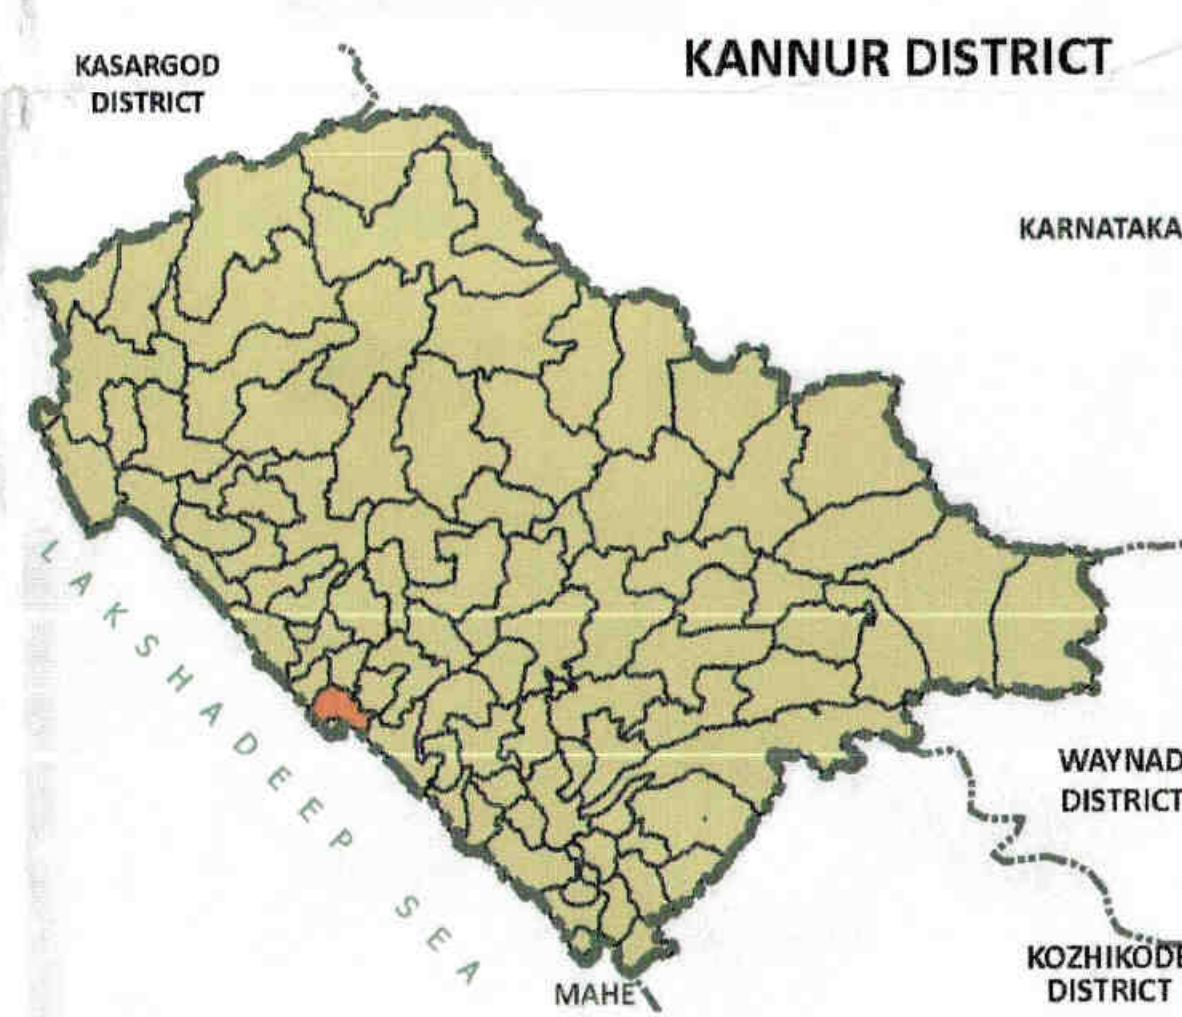 KANNUR DISTRICT
KASARGOD
DISTRICT
KARNATAKA
LAKSHADEEP SEA
WAYNAD
DISTRICT
KOZHIKODE
DISTRICT
MAHE